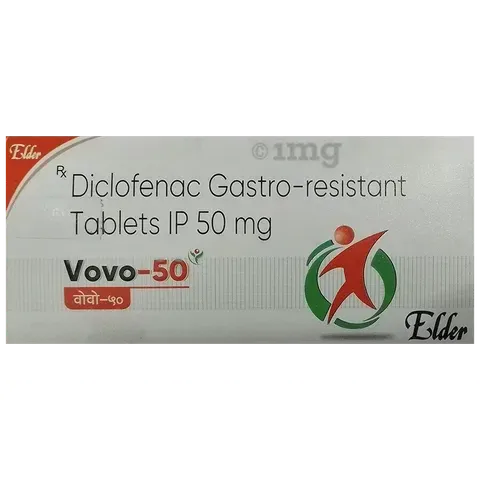 Elder
©1mg
Rx Diclofenac Gastro-resistant
Tablets IP 50 mg
Vovo-50
वोवो-५०
Elder